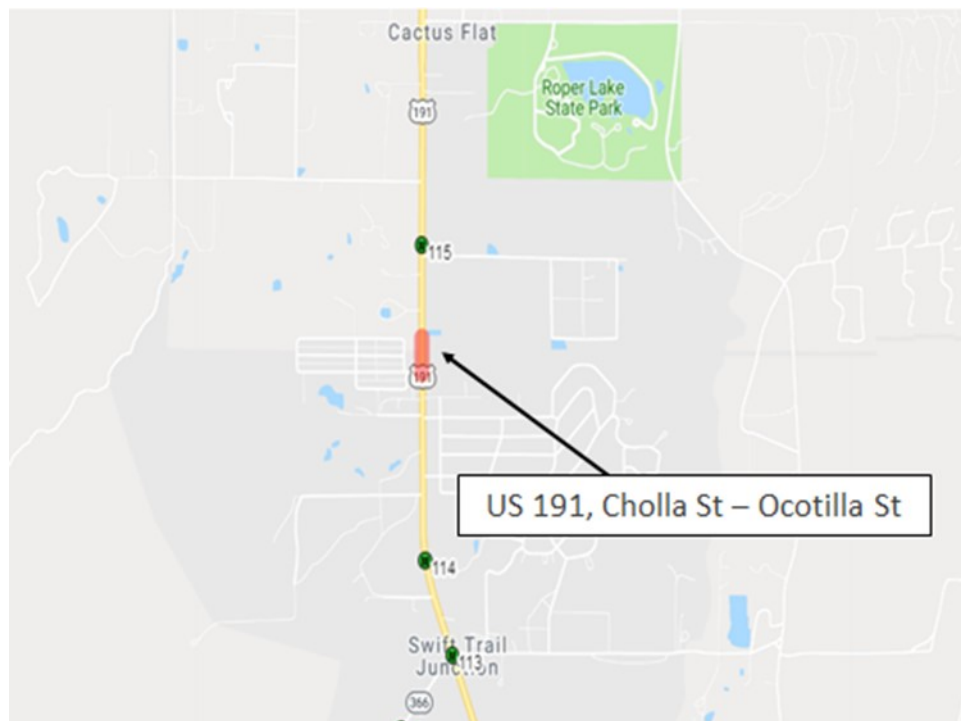 Cactus Flat
191
Roper Lake
State Park
115
191
US 191, Cholla St – Ocotilla St
114
Swift Trail
Junction
113
366